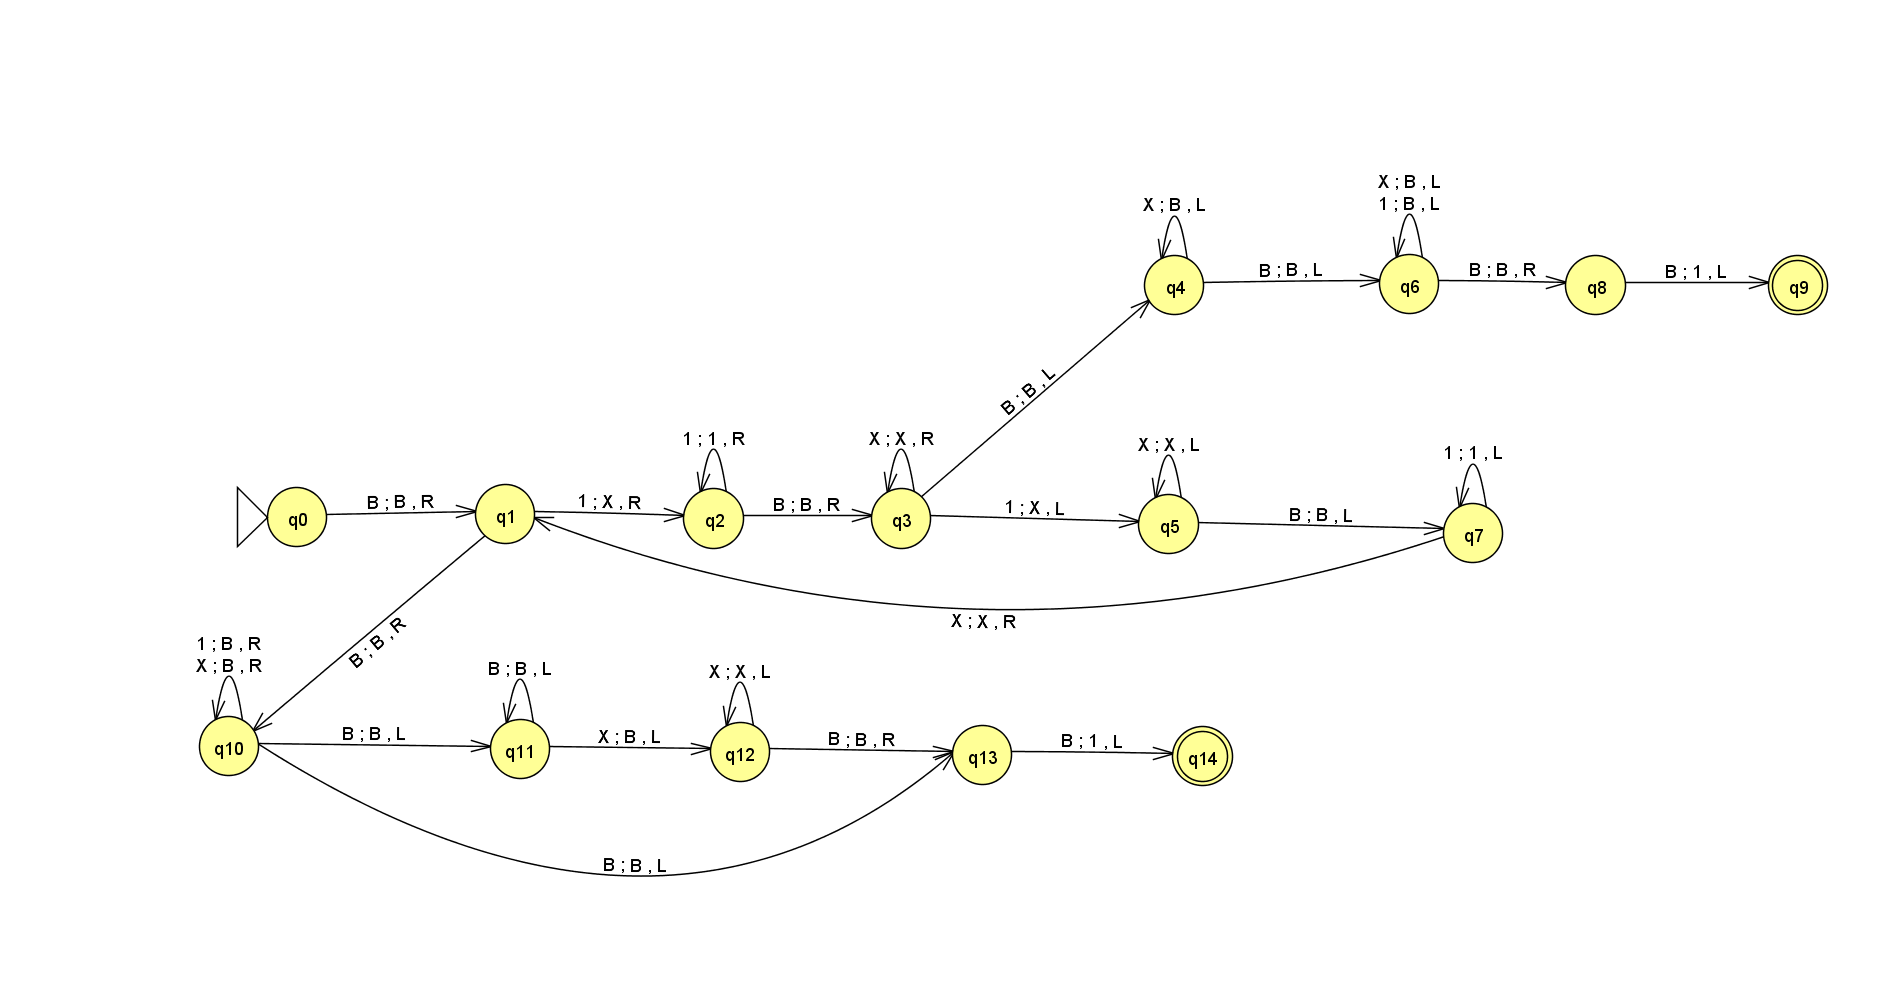 X ; B , L
1 ; B , L
X ; B , L
q4
B ; B , L
q6
B ; B , R
q8
B ; 1 , L
q9
B ; B , L
1 ; 1 , R
X ; X , R
X ; X , L
1 ; 1 , L
q0
B ; B , R
q1
1 ; X , R
q2
B ; B , R
q3
1 ; X , L
q5
B ; B , L
q7
X ; X , R
B ; B , R
1 ; B , R
X ; B , R
B ; B , L
X ; X , L
q10
B ; B , L
q11
X ; B , L
q12
B ; B , R
q13
B ; 1 , L
q14
B ; B , L